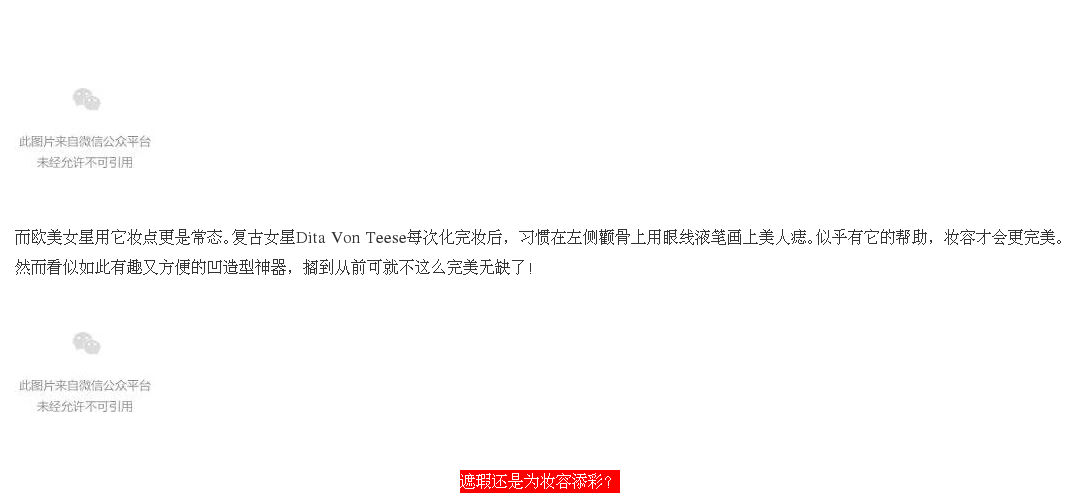 此图片来自微信公众平台
未经允许不可引用
而欧美女星用它妆点更是常态。复古女星Dita Von Teese每次化完妆后，习惯在左侧颧骨上用眼线液笔画上美人痣。似乎有它的帮助，妆容才会更完美。
然而看似如此有趣又方便的凹造型神器，搁到从前可就不这么完美无缺了！
此图片来自微信公众平台
未经允许不可引用
遮瑕还是为妆容添彩？